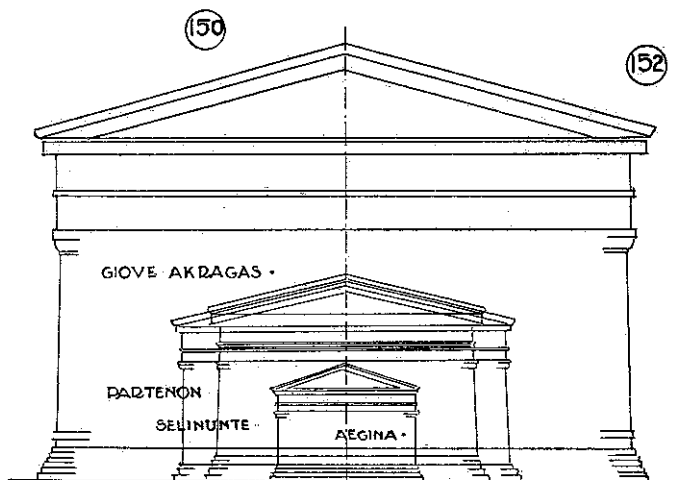 150
152
GIOVE AKRAGAS •
PARTENON
SELINUNTE
AEGINA •